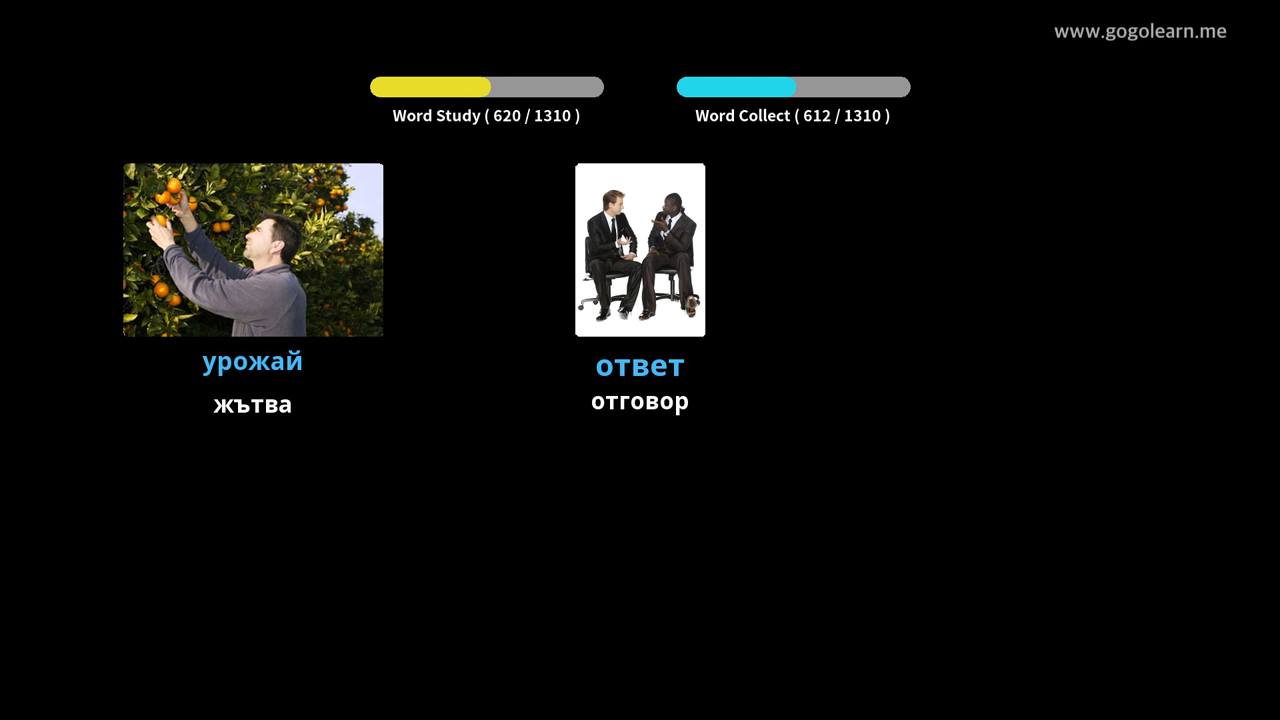 www.gogolearn.me
Word Study ( 620 / 1310 )
Word Collect ( 612 / 1310 )
урожай
жътва
ответ
отговор